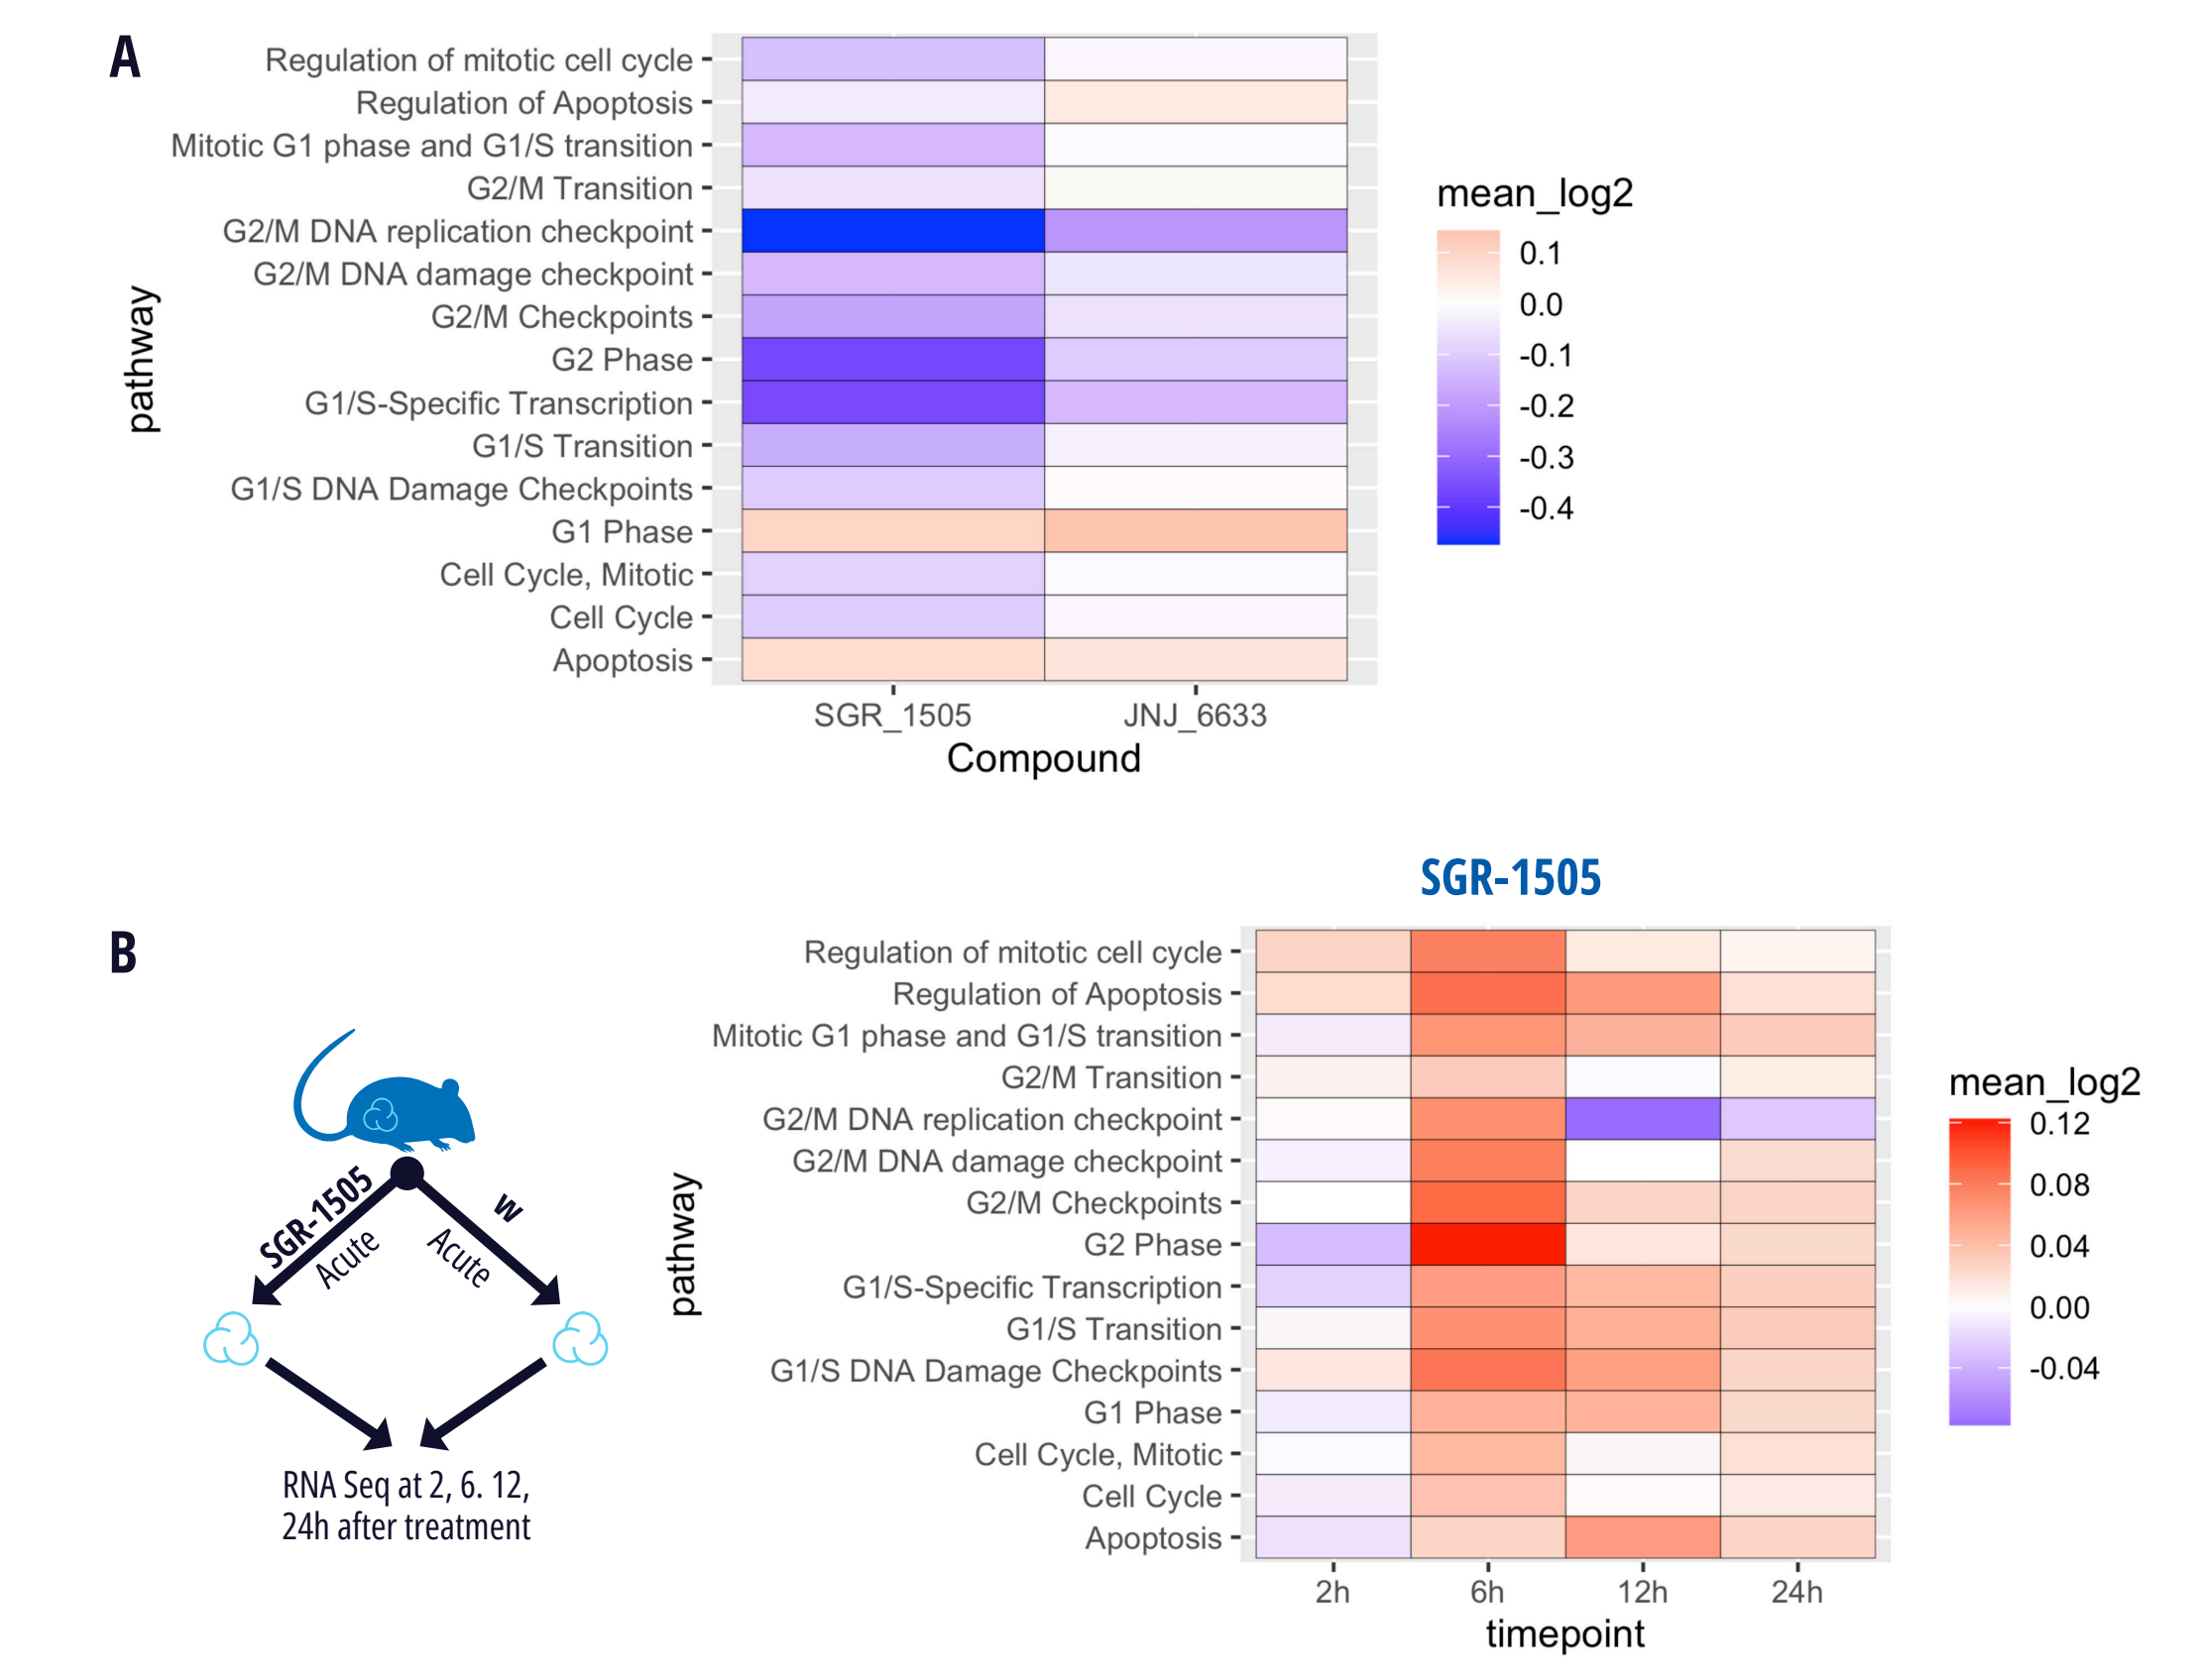 A
Regulation of mitotic cell cycle
Regulation of Apoptosis
Mitotic G1 phase and G1/S transition
G2/M Transition
G2/M DNA replication checkpoint
G2/M DNA damage checkpoint
G2/M Checkpoints
G2 Phase
G1/S-Specific Transcription
G1/S Transition
G1/S DNA Damage Checkpoints
G1 Phase
Cell Cycle, Mitotic
Cell Cycle
Apoptosis
pathway
SGR_1505 JNJ_6633
Compound
mean_log2
0.1
0.0
-0.1
-0.2
-0.3
-0.4
B
SGR-1505
Acute
w
Acute
RNA Seq at 2, 6. 12,
24h after treatment
SGR-1505
Regulation of mitotic cell cycle
Regulation of Apoptosis
Mitotic G1 phase and G1/S transition
G2/M Transition
G2/M DNA replication checkpoint
G2/M DNA damage checkpoint
G2/M Checkpoints
G2 Phase
G1/S-Specific Transcription
G1/S Transition
G1/S DNA Damage Checkpoints
G1 Phase
Cell Cycle, Mitotic
Cell Cycle
Apoptosis
pathway
2h 6h 12h 24h
timepoint
mean_log2
0.12
0.08
0.04
0.00
-0.04